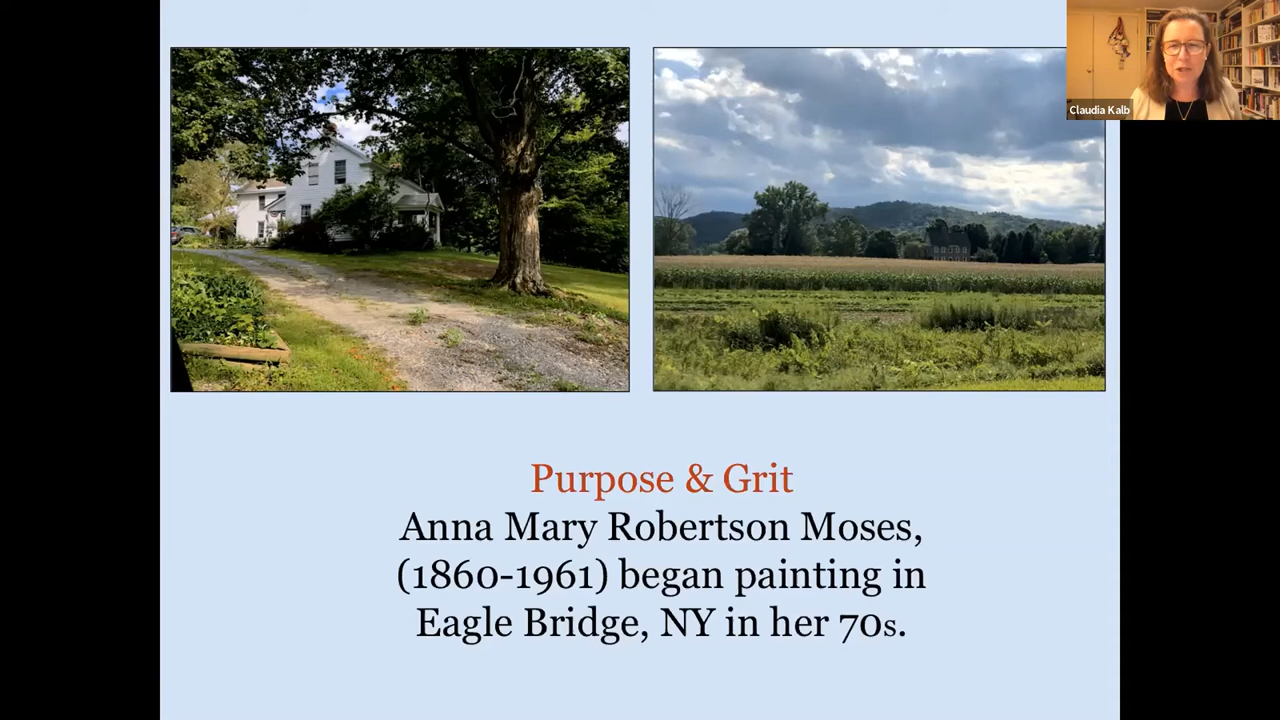 Claudia Kalb
Purpose & Grit
Anna Mary Robertson Moses,
(1860-1961) began painting in
Eagle Bridge, NY in her 70s.